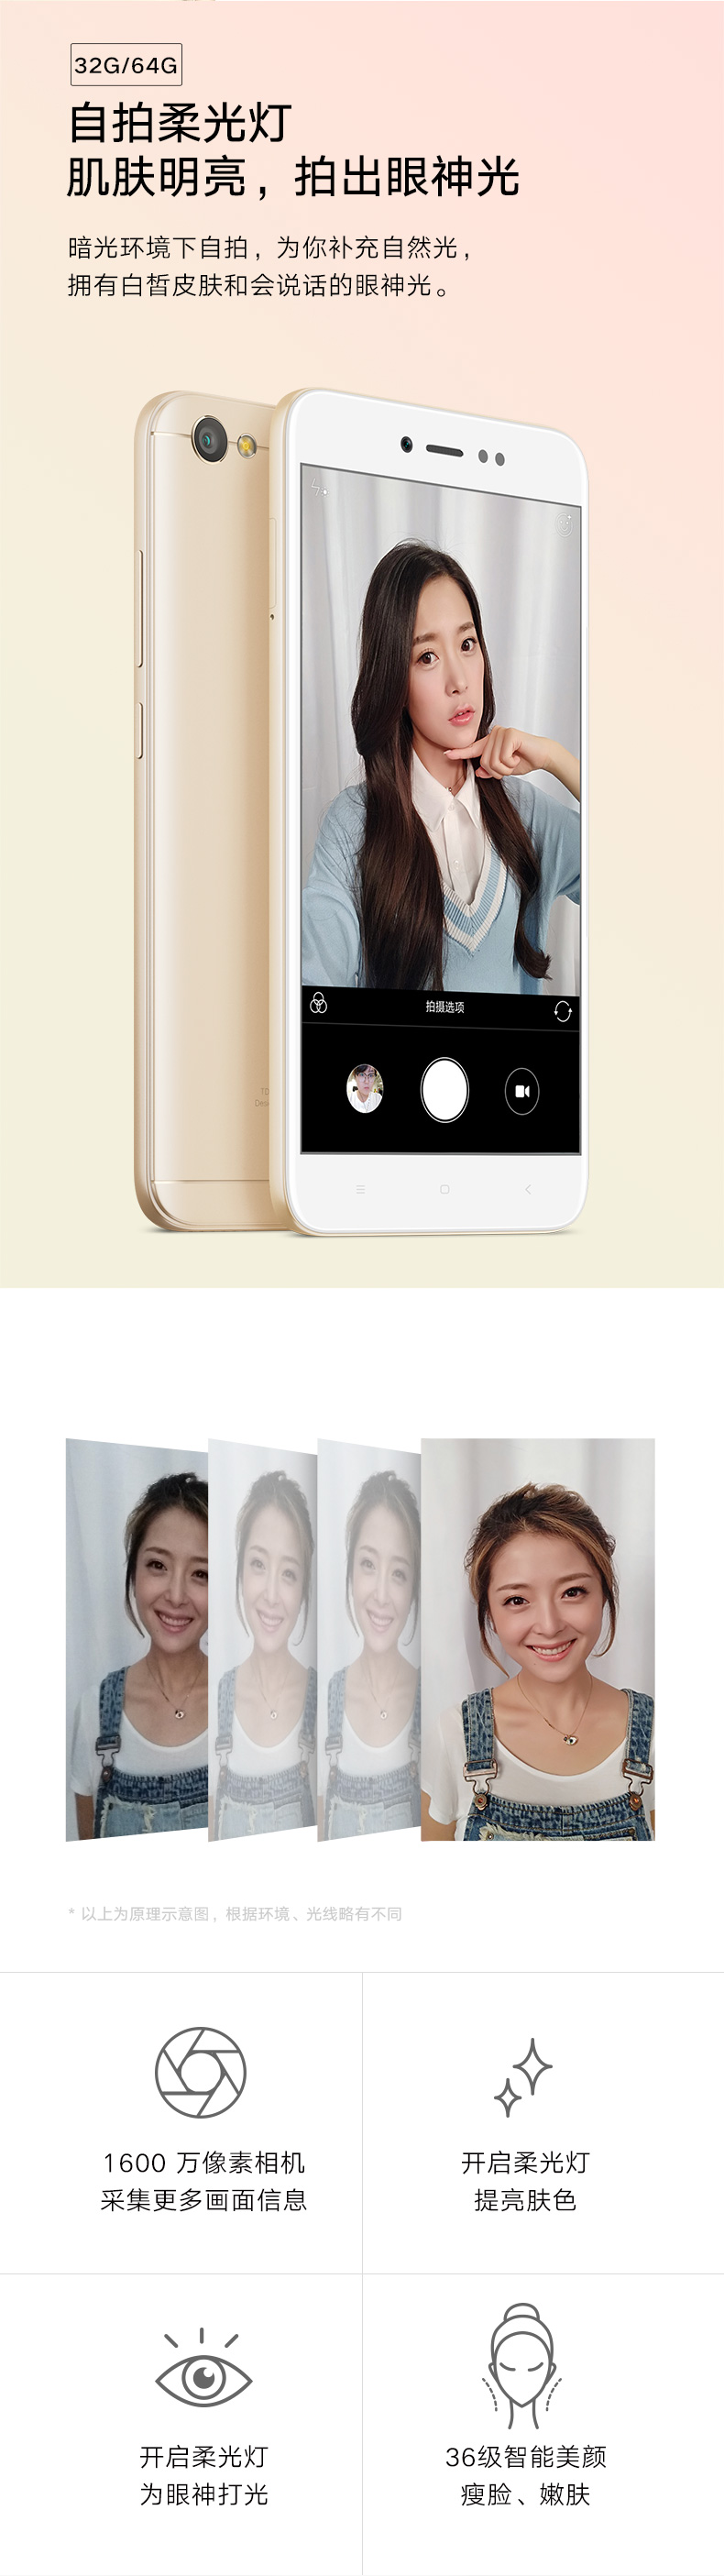 32G/64G
自拍柔光灯
肌肤明亮，拍出眼神光
暗光环境下自拍，为你补充自然光，
拥有白皙皮肤和会说话的眼神光。
拍摄选项
* 以上为原理示意图，根据环境、光线略有不同
1600 万像素相机
采集更多画面信息
开启柔光灯
提亮肤色
开启柔光灯
为眼神打光
36级智能美颜
瘦脸、嫩肤